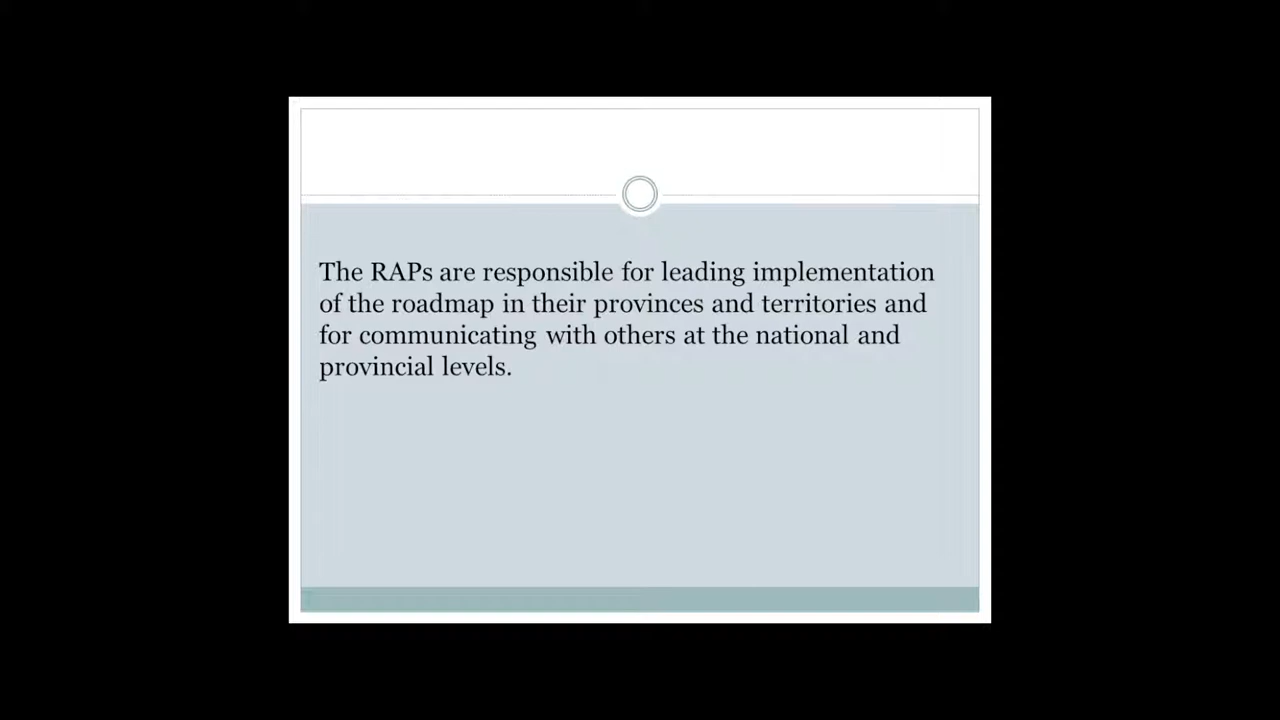 The RAPs are responsible for leading implementation
of the roadmap in their provinces and territories and
for communicating with others at the national and
provincial levels.